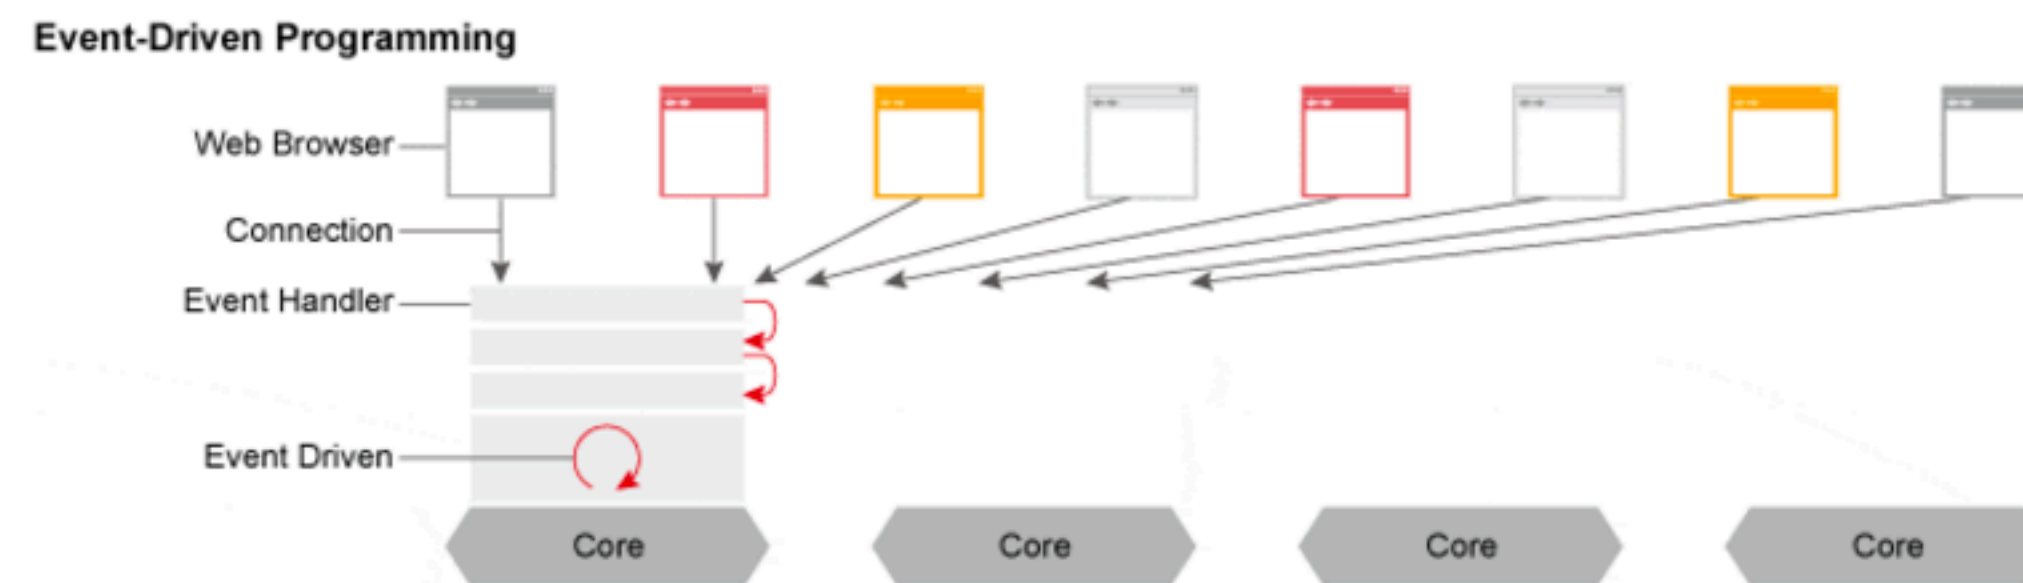 Event-Driven Programming
Web Browser
Connection
Event Handler
Event Driven
Core Core Core Core